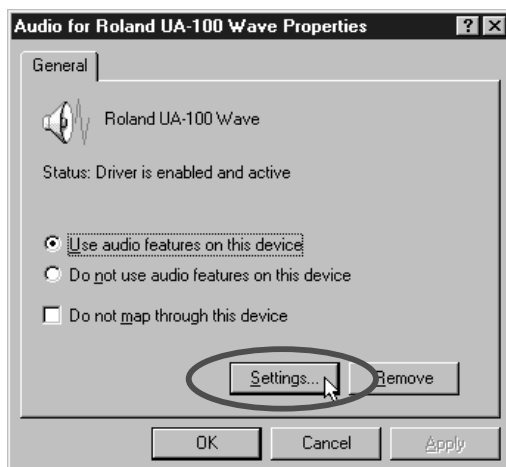 Audio for Roland UA-100 Wave Properties
General
Roland UA-100 Wave
Status: Driver is enabled and active
Use audio features on this device
Do not use audio features on this device
Do not map through this device
Settings... Remove
OK Cancel Apply